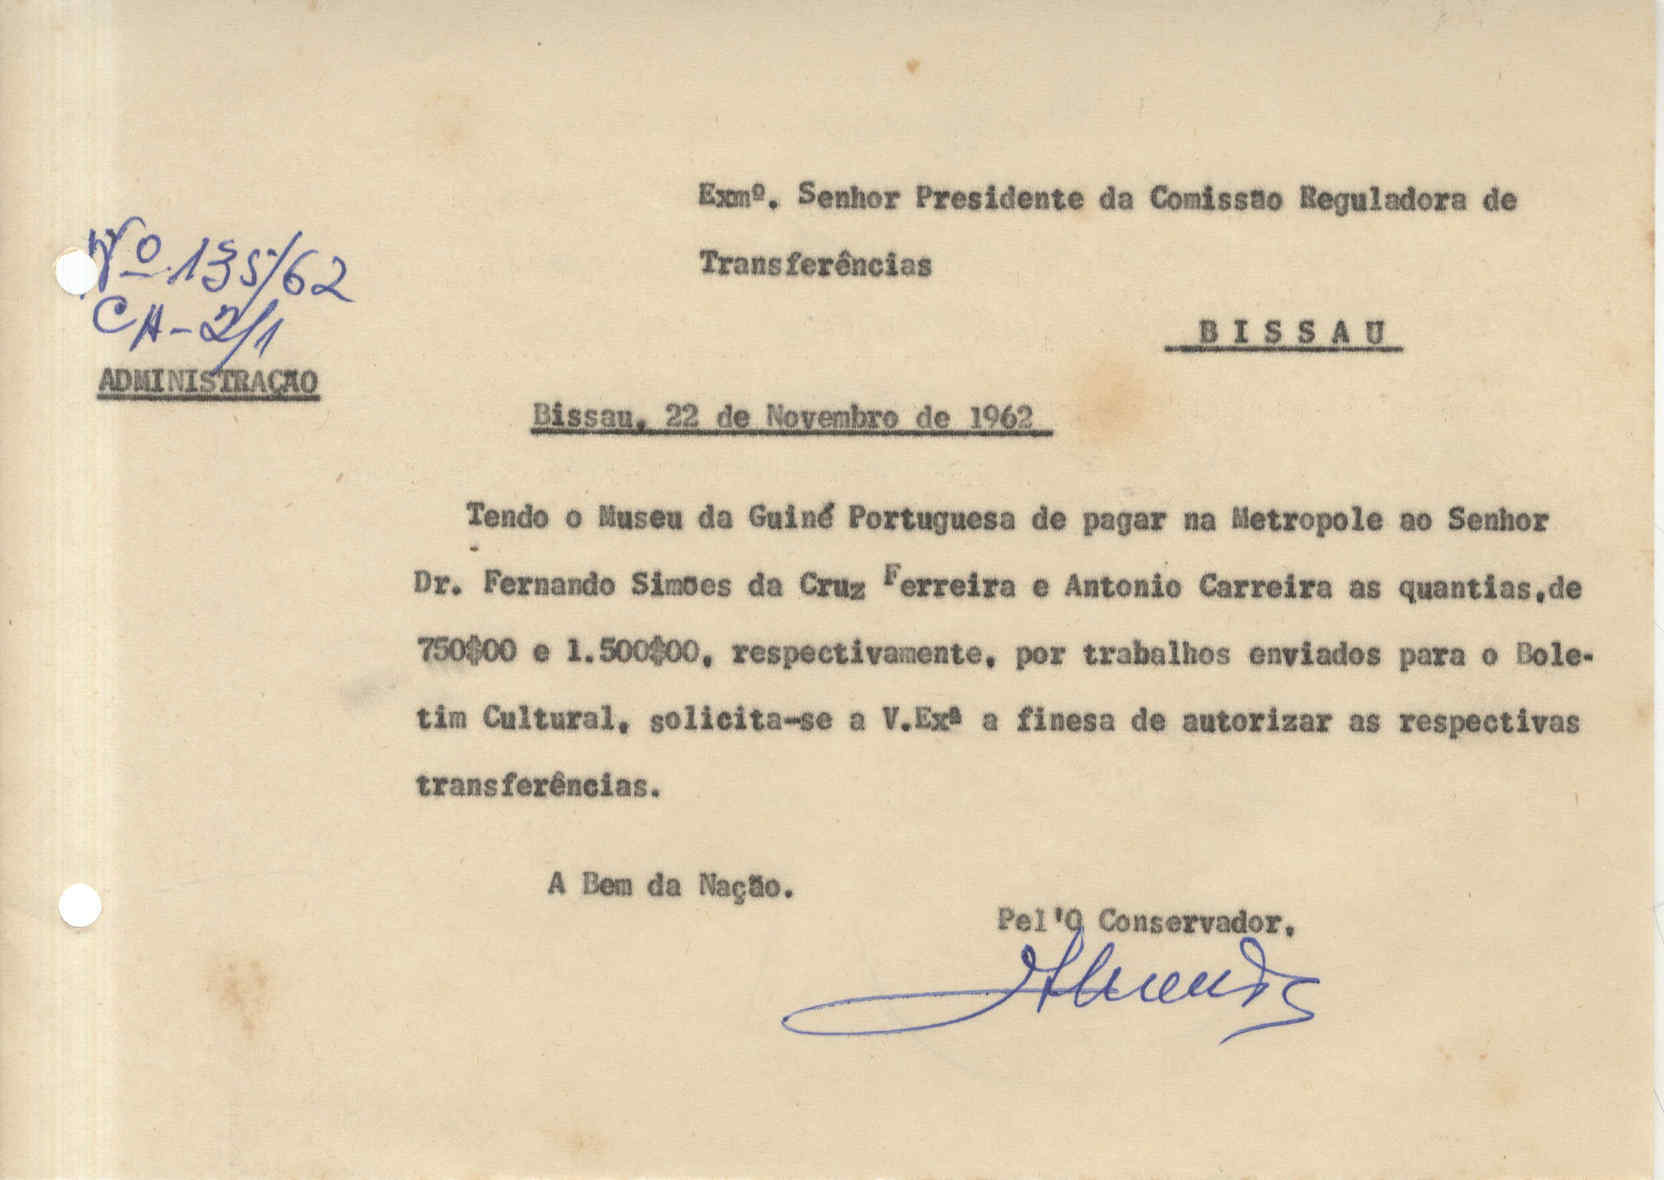 Exmº. Senhor Presidente da Comissão Reguladora de
Transferências
BISSAU
Nº 135/62
CA-2/1
ADMINISTRAÇÃO
Bissau, 22 de Novembro de 1962
Tendo o Museu da Guiné Portuguesa de pagar na Metropole ao Senhor
Dr. Fernando Simões da Cruz Ferreira e Antonio Carreira as quantias,de
750$00 e 1.500$00, respectivamente, por trabalhos enviados para o Bole-
tim Cultural, solicita-se a V.Exª a finesa de autorizar as respectivas
transferências.
A Bem da Nação.
Pel'O Conservador,